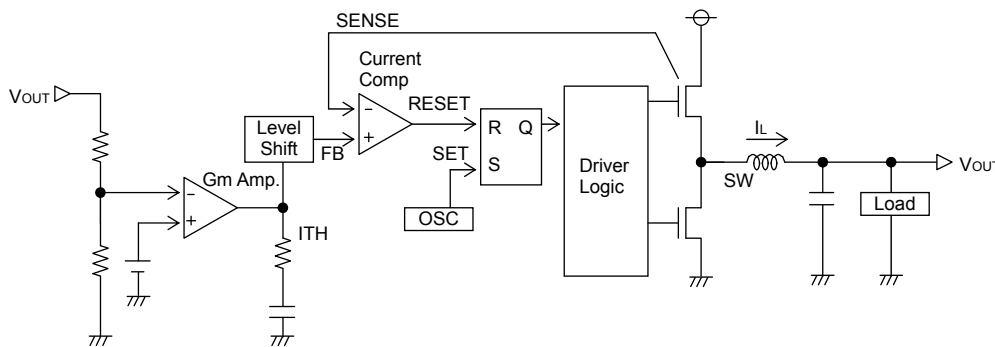 SENSE
Current
Comp
VOUT
RESET
Level
Shift
FB
R Q
S
SET
OSC
Gm Amp.
ITH
Driver
Logic
IL
SW
VOUT
Load
-
+
-
+